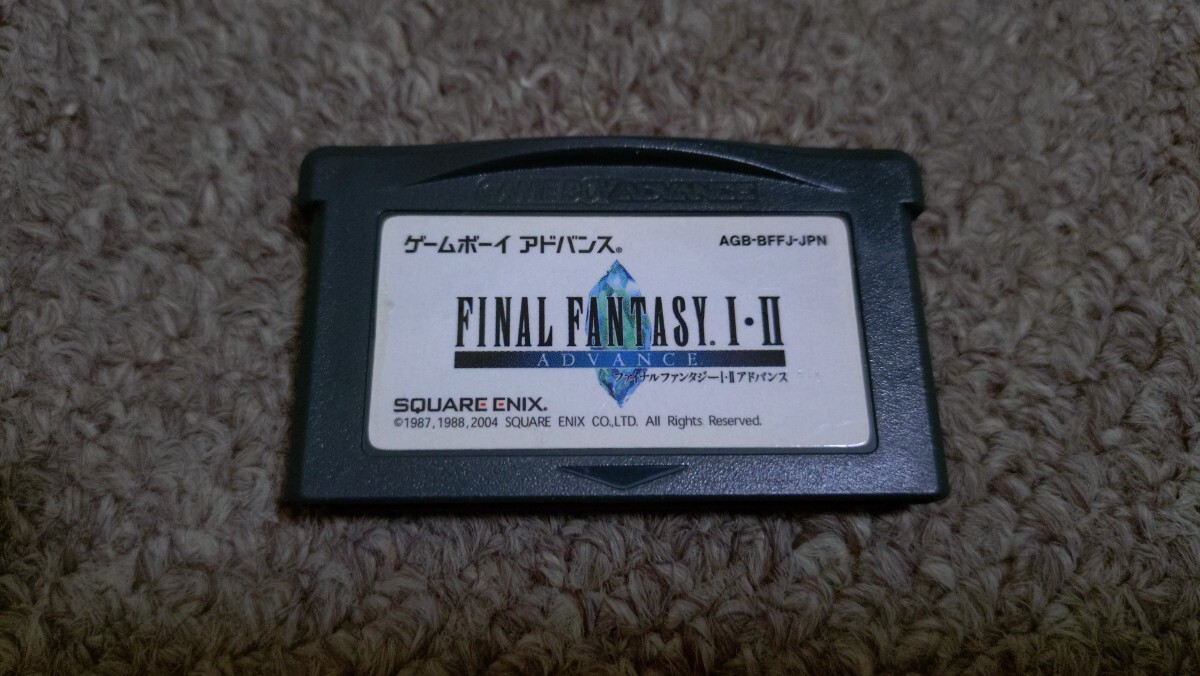 GAME BOY ADVANCE
ゲームボーイ アドバンス® AGB-BFFJ-JPN
FINAL FANTASY. I・II
ADVANCE
ファイナルファンタジーI・IIアドバンス
SQUARE ENIX.
©1987,1988,2004 SQUARE ENIX CO.,LTD. All Rights Reserved.